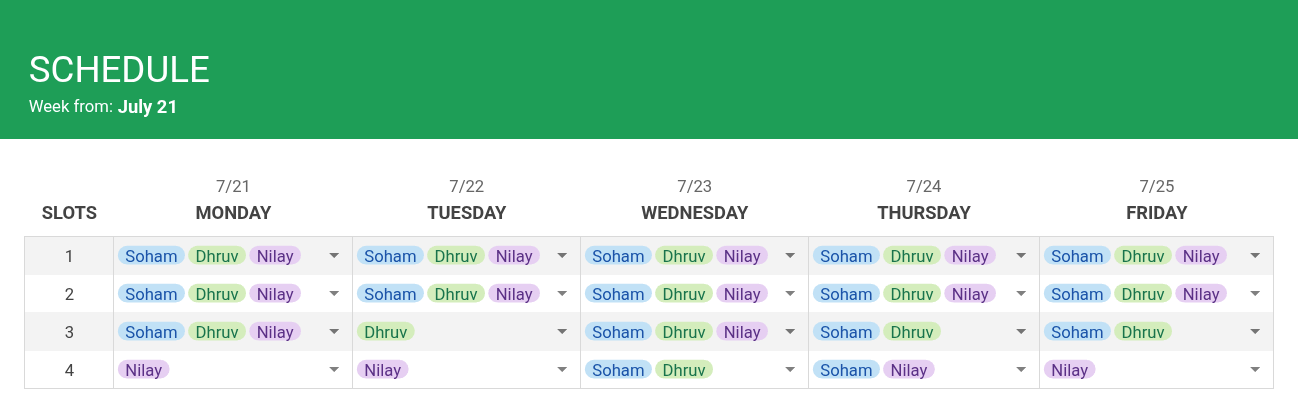 SCHEDULE
Week from: July 21
7/21 7/22 7/23 7/24 7/25
SLOTS MONDAY TUESDAY WEDNESDAY THURSDAY FRIDAY
1 Soham Dhruv Nilay Soham Dhruv Nilay Soham Dhruv Nilay Soham Dhruv Nilay Soham Dhruv Nilay
2 Soham Dhruv Nilay Soham Dhruv Nilay Soham Dhruv Nilay Soham Dhruv Nilay Soham Dhruv Nilay
3 Soham Dhruv Nilay Dhruv Soham Dhruv Nilay Soham Dhruv Soham Dhruv
4 Nilay Nilay Soham Dhruv Soham Nilay Nilay